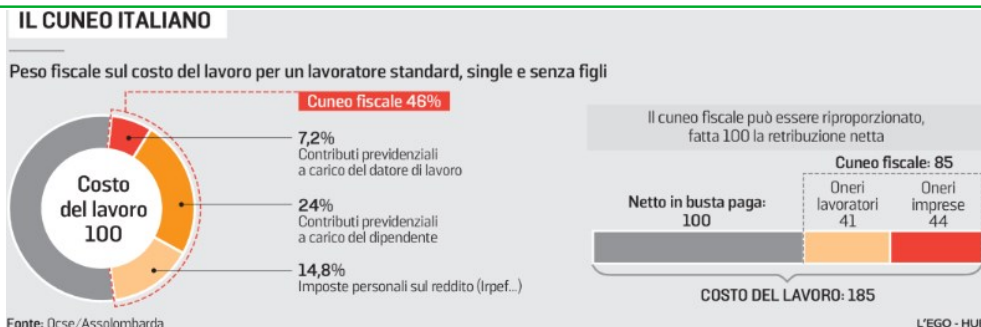 IL CUNEO ITALIANO
Peso fiscale sul costo del lavoro per un lavoratore standard, single e senza figli
Costo
del lavoro
100
Cuneo fiscale 46%
7,2%
Contributi previdenziali
a carico del datore di lavoro
24%
Contributi previdenziali
a carico del dipendente
14,8%
Imposte personali sul reddito (Irpef...)
Il cuneo fiscale può essere riproporzionato,
fatta 100 la retribuzione netta
Cuneo fiscale: 85
Netto in busta paga:
100
Oneri
lavoratori
41
Oneri
imprese
44
COSTO DEL LAVORO: 185
Fonte: Ocse/Assolombarda
L'EGO - HUB